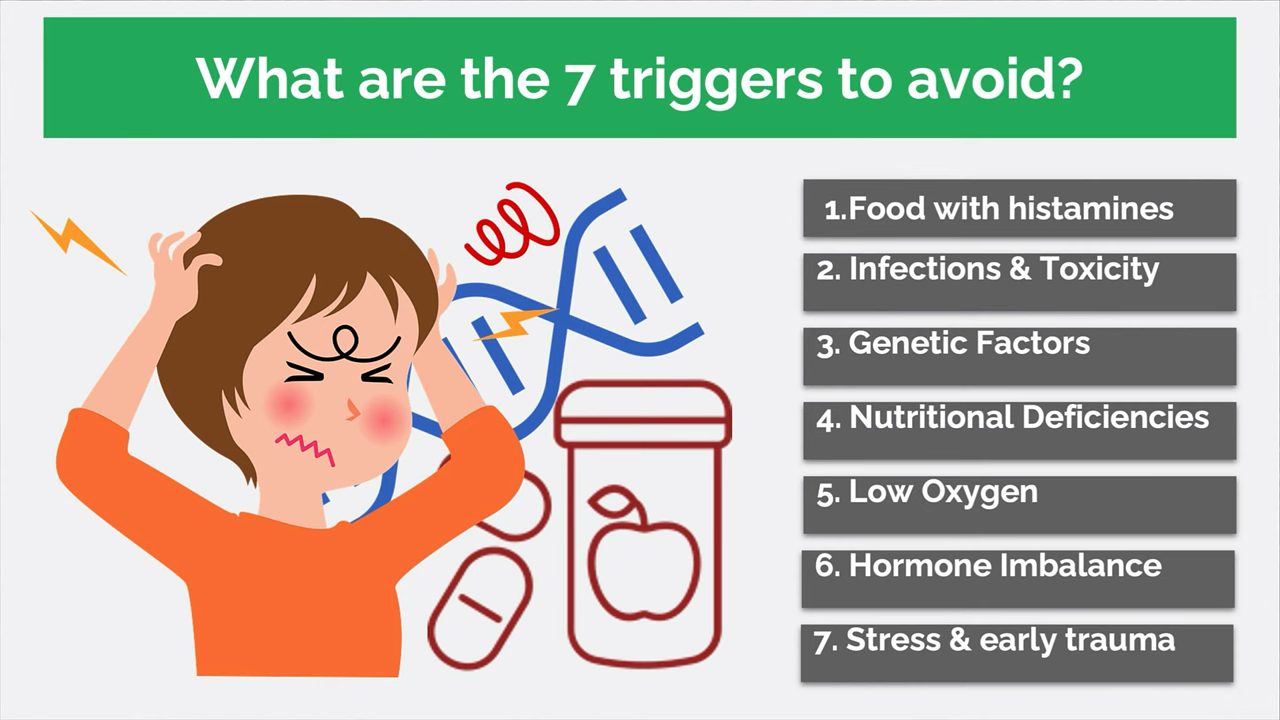 What are the 7 triggers to avoid?
1.Food with histamines
2. Infections & Toxicity
3. Genetic Factors
4. Nutritional Deficiencies
5. Low Oxygen
6. Hormone Imbalance
7. Stress & early trauma